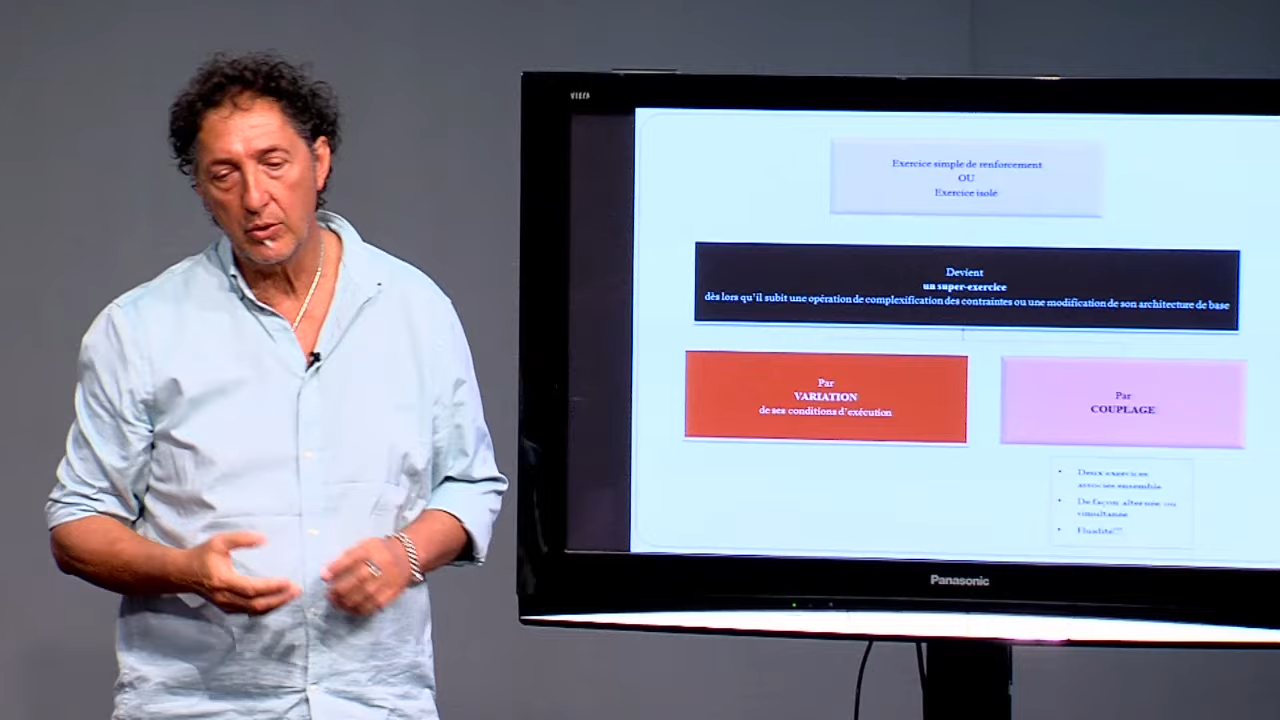 VIERA
Exercice simple de renforcement
OU
Exercice isolé
Devient
un super-exercice
dès lors qu'il subit une opération de complexification des contraintes ou une modification de son architecture de base
Par
VARIATION
de ses conditions d'exécution
Par
COUPLAGE
• Deux exercices
associés ensemble
• De façon alternée ou
simultanée
• Fluidité!!!
Panasonic